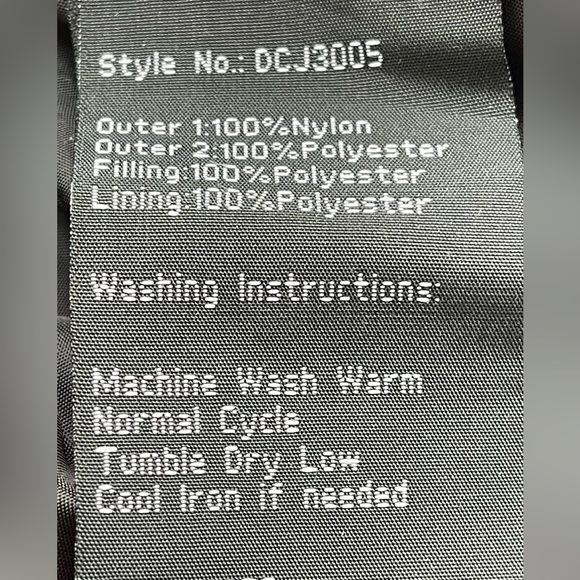 Style No.: DCJ3005
Outer 1:100%Nylon
Outer 2:100%Polyester
Filling:100%Polyester
Lining:100%Polyester
Washing Instructions:
Machine Wash Warm
Normal Cycle
Tumble Dry Low
Cool Iron if needed